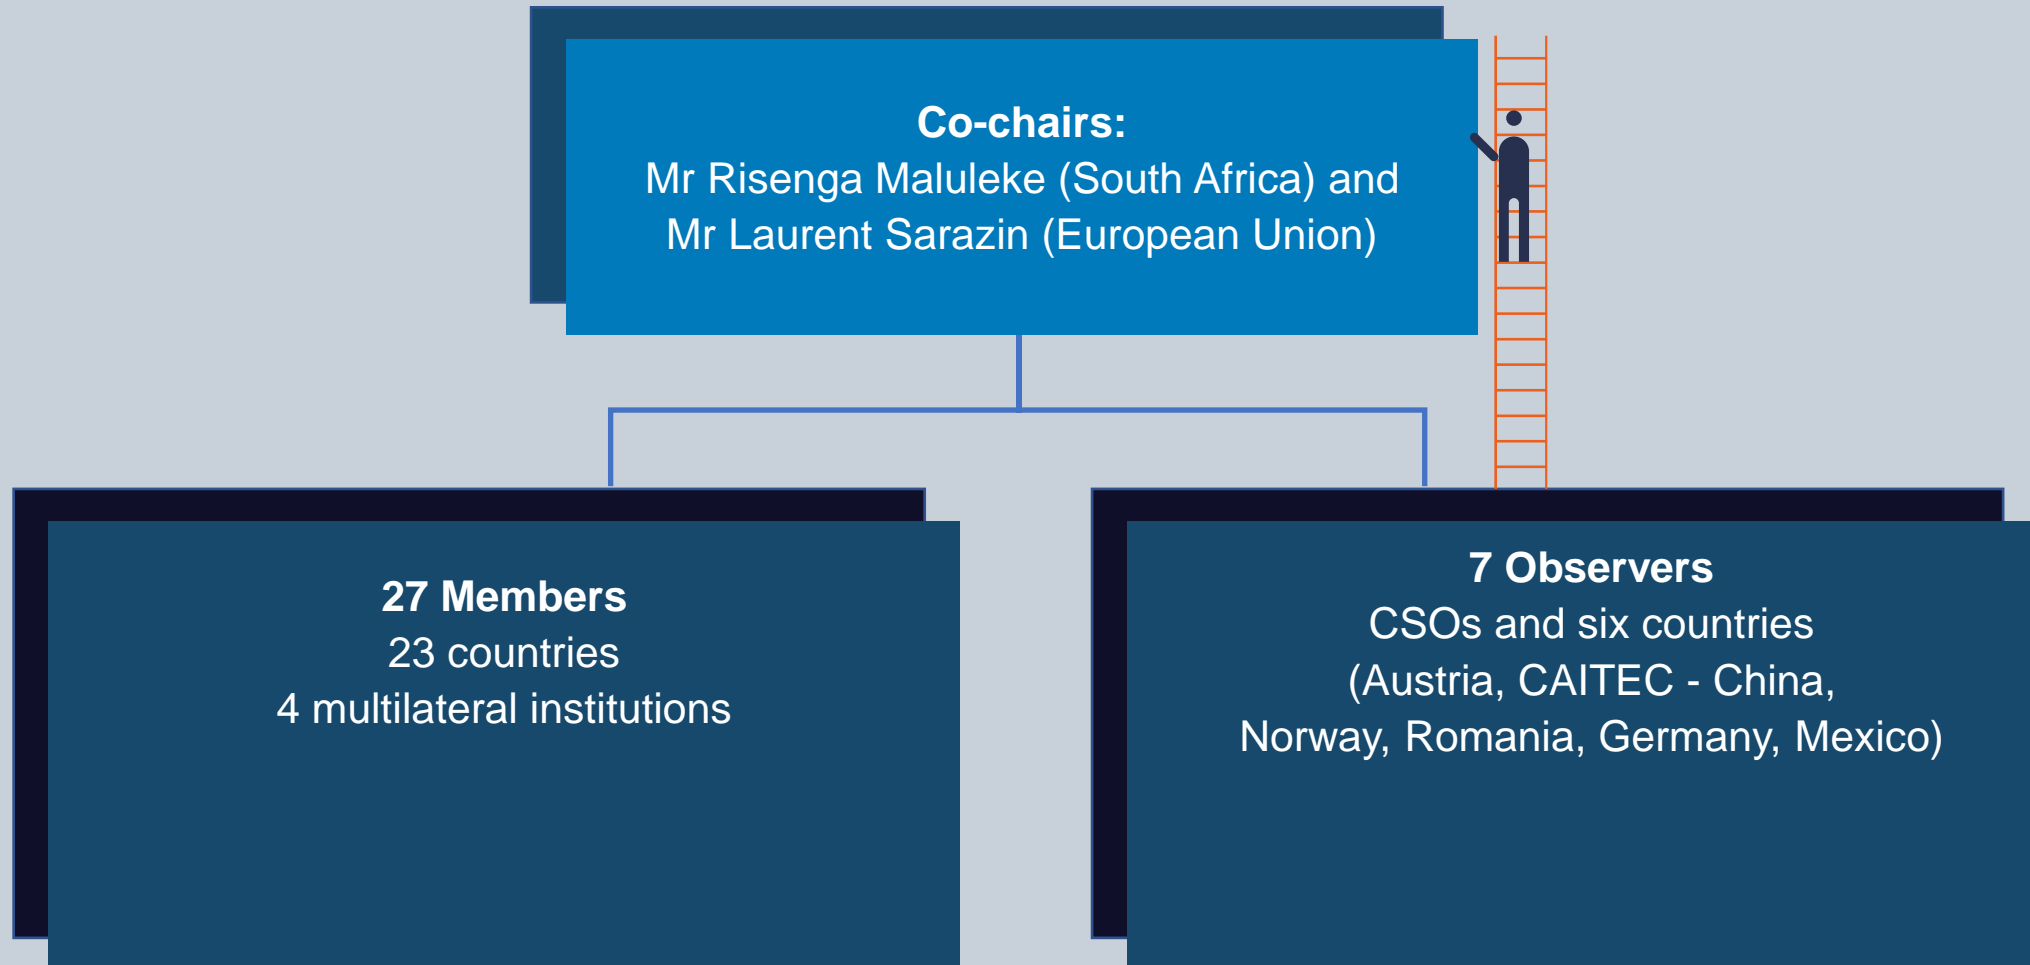 Co-chairs:
Mr Risenga Maluleke (South Africa) and
Mr Laurent Sarazin (European Union)
27 Members
23 countries
4 multilateral institutions
7 Observers
CSOs and six countries
(Austria, CAITEC - China,
Norway, Romania, Germany, Mexico)